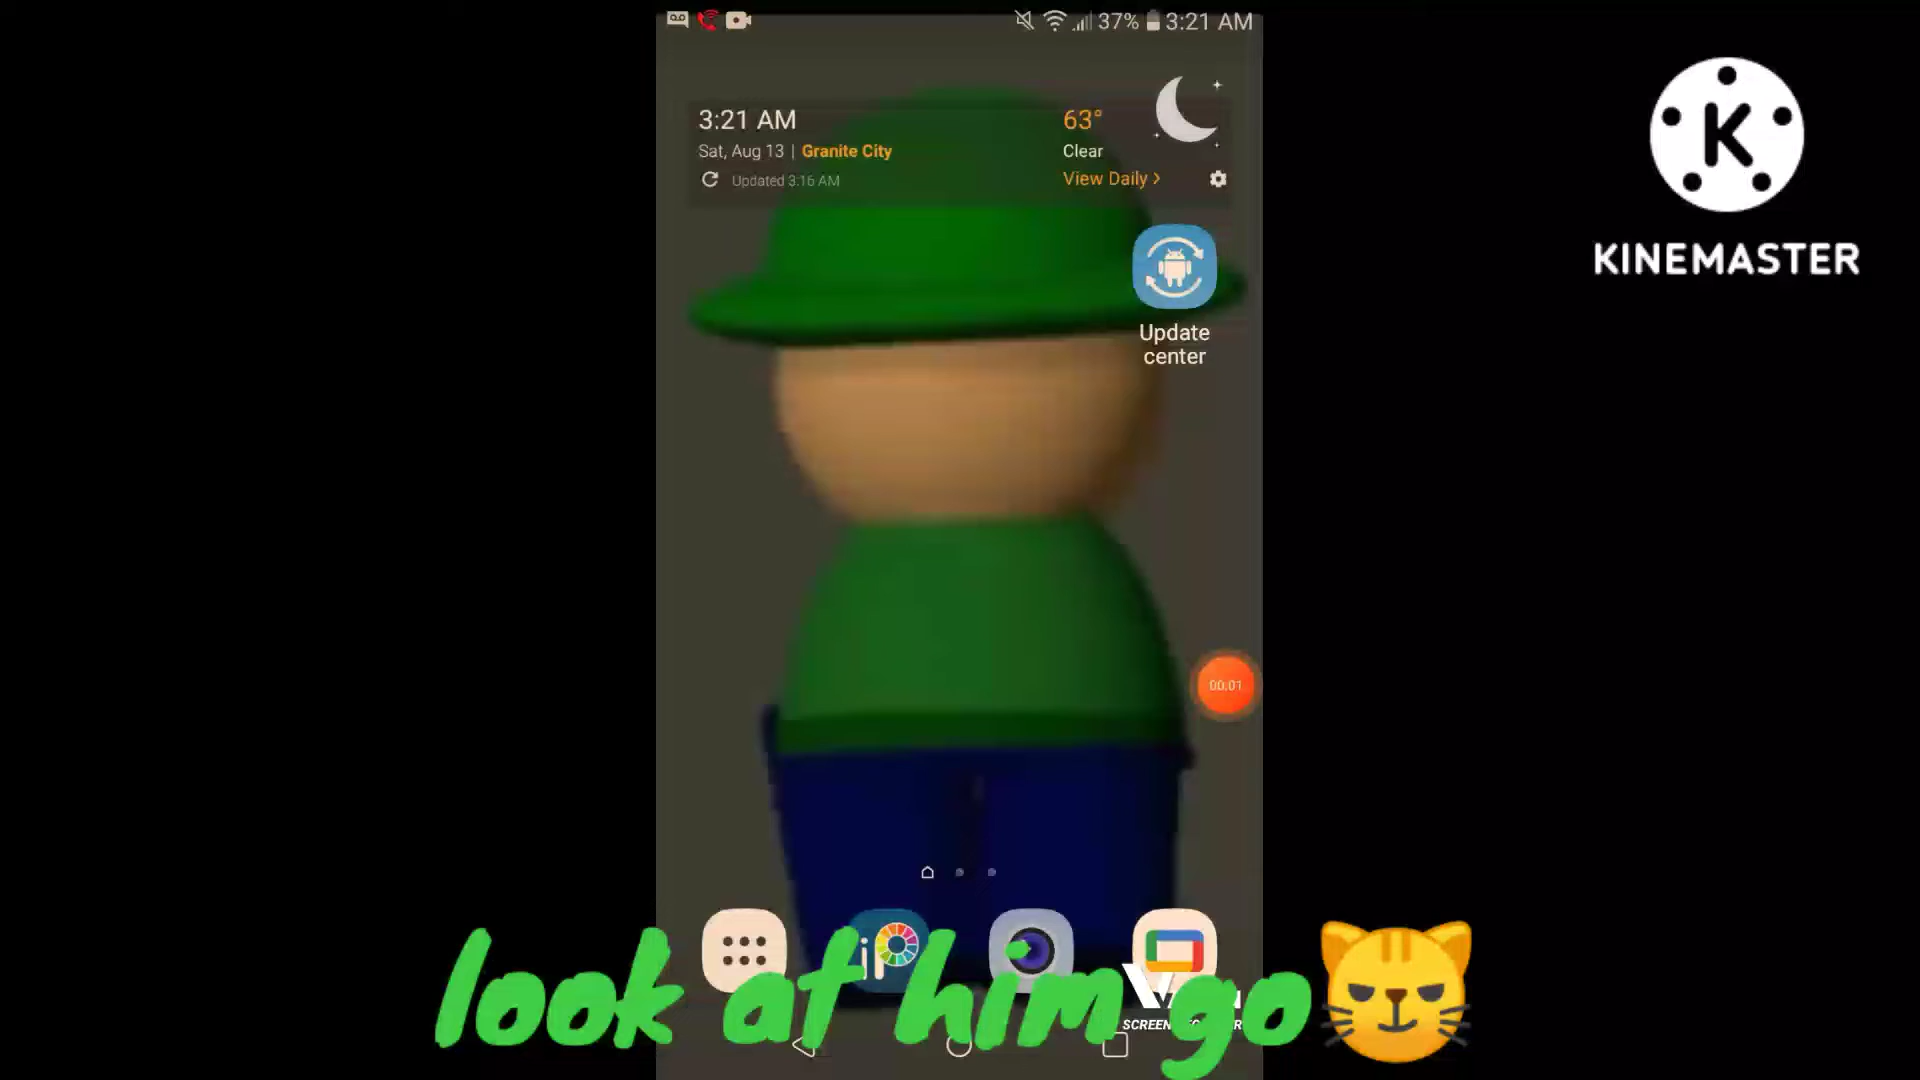 37% 3:21 AM
3:21 AM
63°
Sat, Aug 13 | Granite City
Clear
Updated 3:16 AM
View Daily >
K
KINEMASTER
Update
center
00:01
iP
look at him go😼